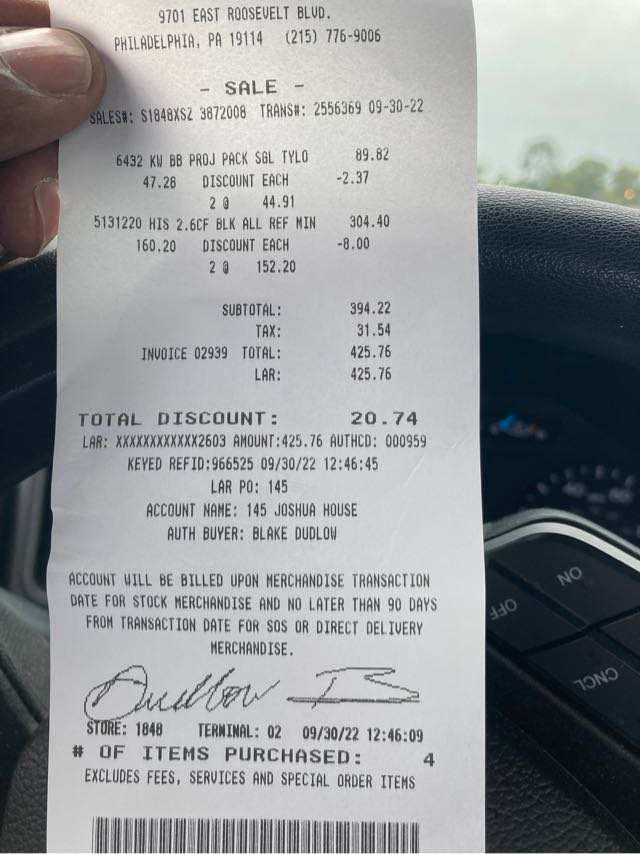 9701 EAST ROOSEVELT BLVD.
PHILADELPHIA, PA 19114 (215) 776-9006
- SALE -
SALES#: S1848XS2 3872008 TRANS#: 2556369 09-30-22
6432 KW BB PROJ PACK SGL TYLO 89.82
47.28 DISCOUNT EACH -2.37
2 @ 44.91
5131220 HIS 2.6CF BLK ALL REF MIN 304.40
160.20 DISCOUNT EACH -8.00
2 @ 152.20
SUBTOTAL: 394.22
TAX: 31.54
INVOICE 02939 TOTAL: 425.76
LAR: 425.76
TOTAL DISCOUNT: 20.74
LAR: XXXXXXXXXXXX2603 AMOUNT:425.76 AUTHCD: 000959
KEYED REFID:966525 09/30/22 12:46:45
LAR PO: 145
ACCOUNT NAME: 145 JOSHUA HOUSE
AUTH BUYER: BLAKE DUDLOW
ACCOUNT WILL BE BILLED UPON MERCHANDISE TRANSACTION
DATE FOR STOCK MERCHANDISE AND NO LATER THAN 90 DAYS
FROM TRANSACTION DATE FOR SOS OR DIRECT DELIVERY
MERCHANDISE.
Dudlow B
STORE: 1848 TERMINAL: 02 09/30/22 12:46:09
# OF ITEMS PURCHASED: 4
EXCLUDES FEES, SERVICES AND SPECIAL ORDER ITEMS
ON
OFF
CNCL